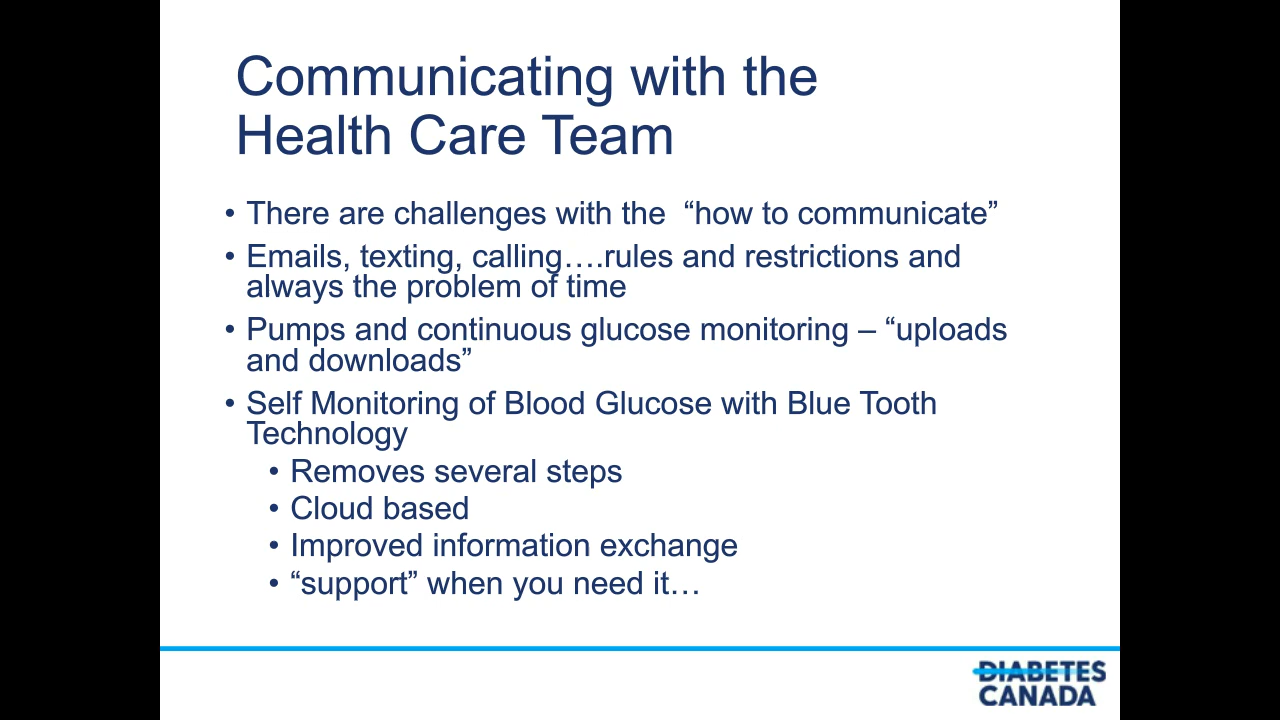 Communicating with the
Health Care Team
• There are challenges with the “how to communicate”
• Emails, texting, calling….rules and restrictions and
always the problem of time
• Pumps and continuous glucose monitoring – “uploads
and downloads”
• Self Monitoring of Blood Glucose with Blue Tooth
Technology
• Removes several steps
• Cloud based
• Improved information exchange
• “support” when you need it…
DIABETES
CANADA